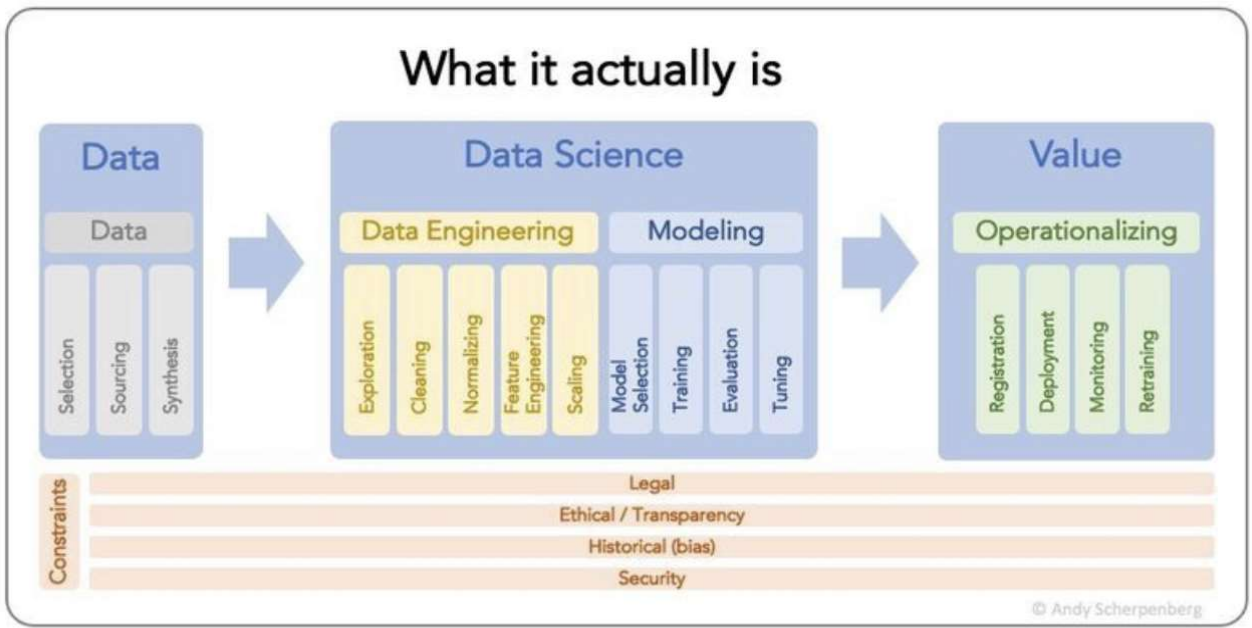 What it actually is
Data
Data
Selection
Sourcing
Synthesis
Data Science
Data Engineering
Exploration
Cleaning
Normalizing
Feature
Engineering
Scaling
Modeling
Model
Selection
Training
Evaluation
Tuning
Value
Operationalizing
Registration
Deployment
Monitoring
Retraining
Constraints
Legal
Ethical / Transparency
Historical (bias)
Security
© Andy Scherpenberg